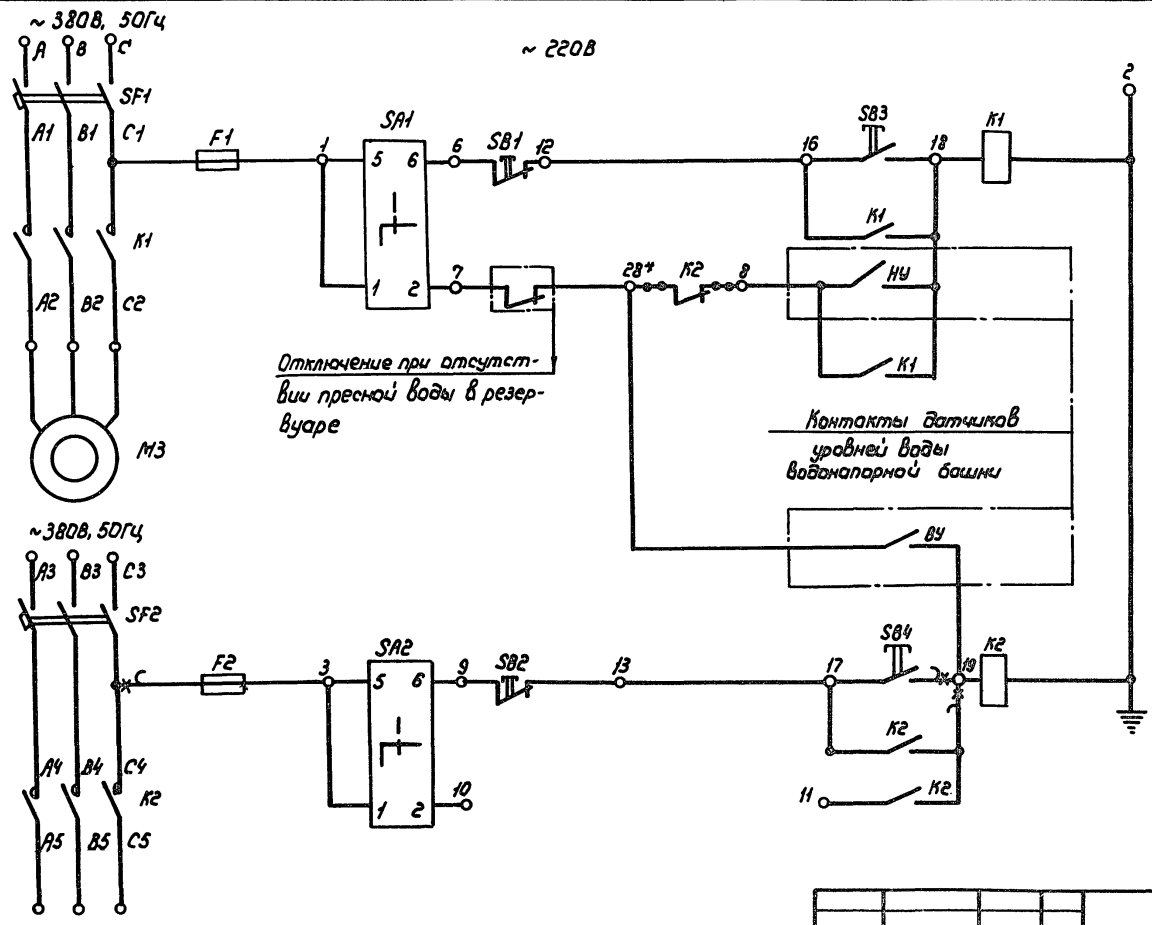 ~ 380В, 50Гц
~ 220В
A B C
2
SF1
A1 B1 C1
F1
1
SA1
5 6
6
SB1
12
16
SB3
18
K1
K1
K1
A2 B2 C2
1 2
7
28*
K2
8
НУ
K1
Отключение при отсутст-
вии пресной воды в резер-
вуаре
М3
Контакты датчиков
уровней воды
водонапорной башни
~380В, 50Гц
ВУ
A3 B3 C3
SF2
F2
3
SA2
5 6
9
SB2
13
17
SB4
19
K2
K2
A4 B4 C4
K2
1 2
10
11
K2
A5 B5 C5